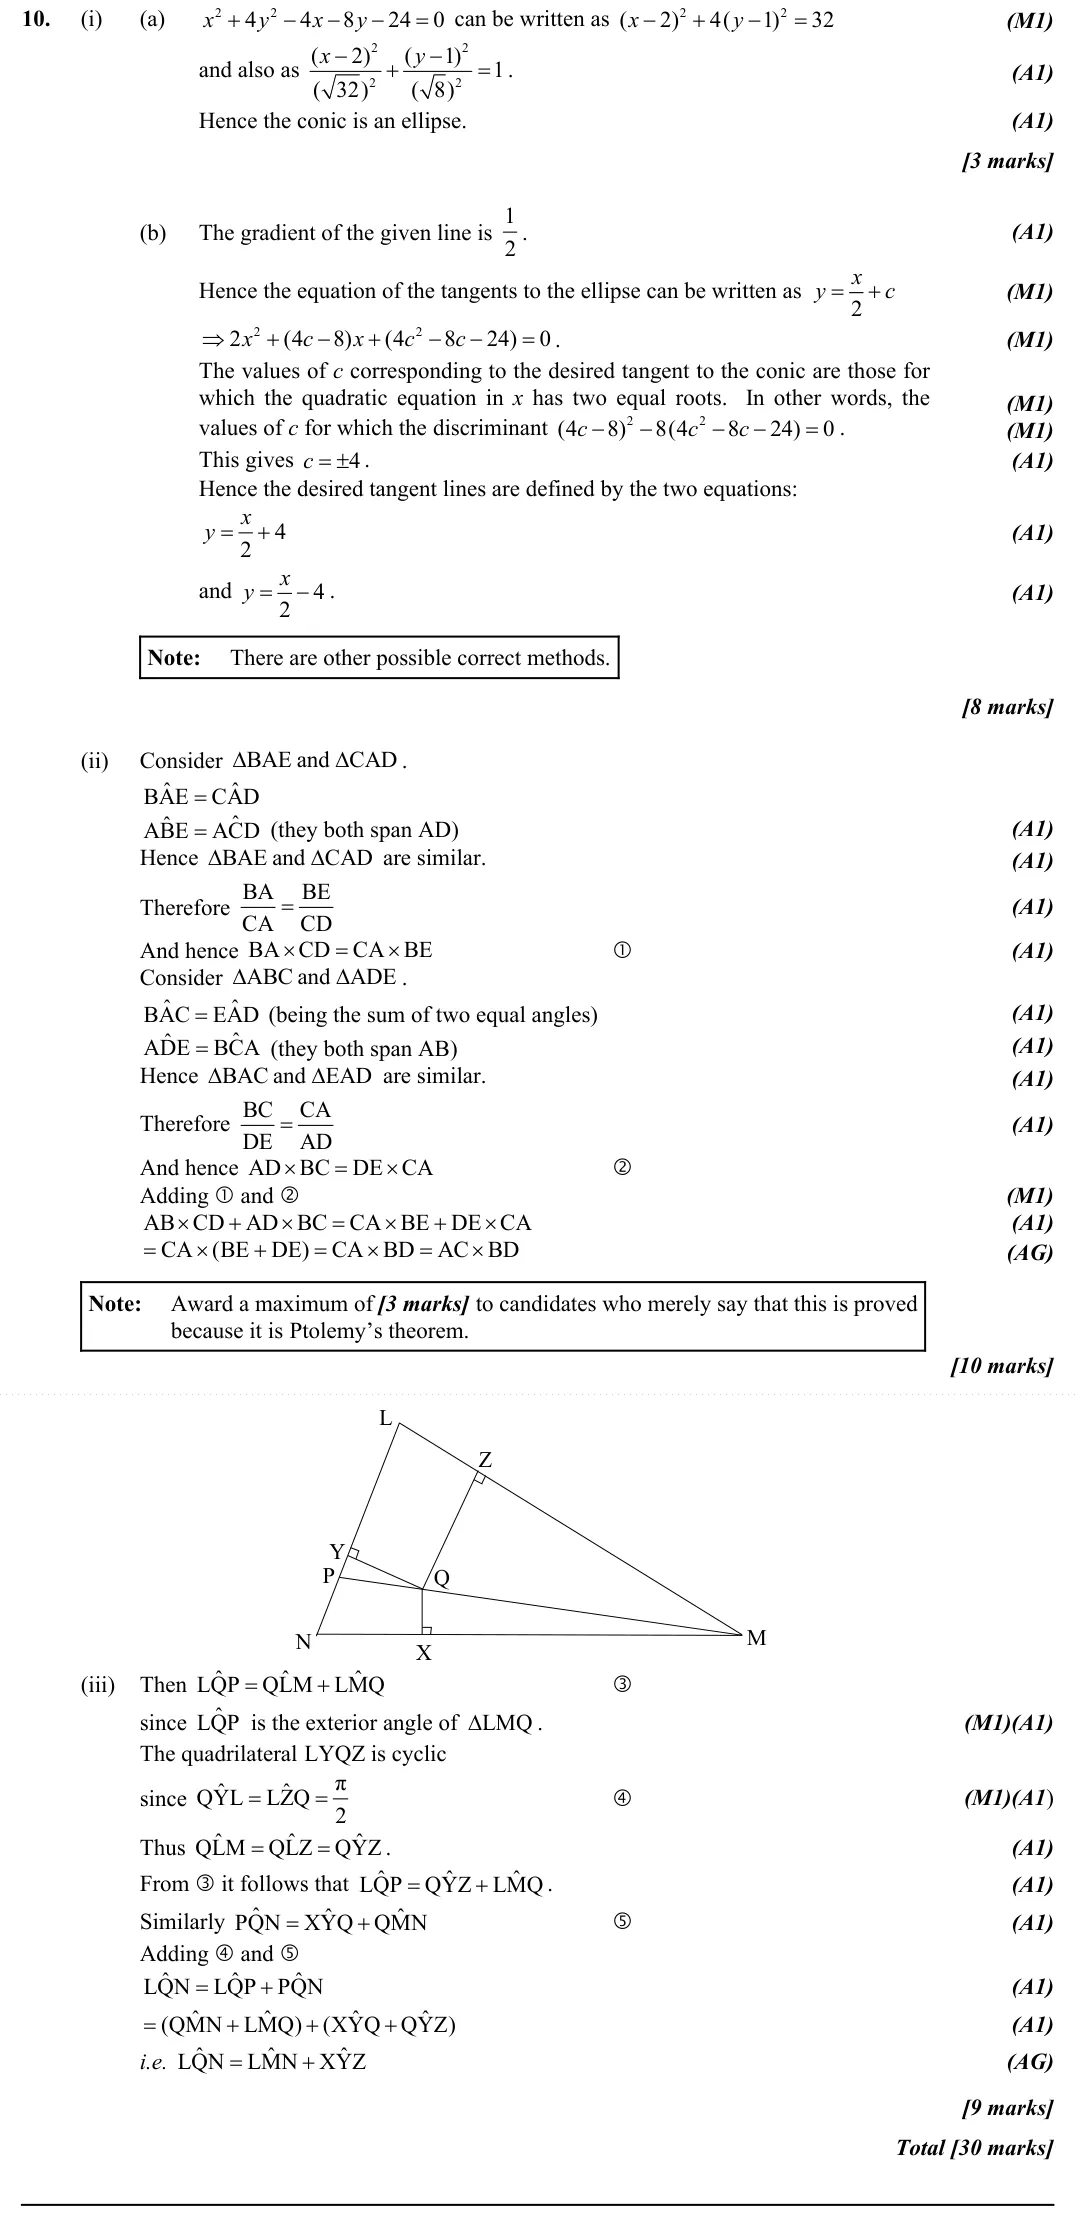 10. (i) (a) x² + 4y² − 4x − 8y − 24 = 0 can be written as (x − 2)² + 4(y − 1)² = 32 (M1)
and also as (x − 2)²/(√32)² + (y − 1)²/(√8)² = 1 . (A1)
Hence the conic is an ellipse. (A1)
[3 marks]
(b) The gradient of the given line is 1/2 . (A1)
Hence the equation of the tangents to the ellipse can be written as y = x/2 + c (M1)
⇒ 2x² + (4c − 8)x + (4c² − 8c − 24) = 0 . (M1)
The values of c corresponding to the desired tangent to the conic are those for
which the quadratic equation in x has two equal roots. In other words, the (M1)
values of c for which the discriminant (4c − 8)² − 8(4c² − 8c − 24) = 0 . (M1)
This gives c = ±4 . (A1)
Hence the desired tangent lines are defined by the two equations:
y = x/2 + 4 (A1)
and y = x/2 − 4 . (A1)
Note: There are other possible correct methods.
[8 marks]
(ii) Consider ΔBAE and ΔCAD .
BÂE = CÂD
AB̂E = AĈD (they both span AD) (A1)
Hence ΔBAE and ΔCAD are similar. (A1)
Therefore BA/CA = BE/CD (A1)
And hence BA × CD = CA × BE ① (A1)
Consider ΔABC and ΔADE .
BÂC = EÂD (being the sum of two equal angles) (A1)
AD̂E = BĈA (they both span AB) (A1)
Hence ΔBAC and ΔEAD are similar. (A1)
Therefore BC/DE = CA/AD (A1)
And hence AD × BC = DE × CA ②
Adding ① and ② (M1)
AB × CD + AD × BC = CA × BE + DE × CA (A1)
= CA × (BE + DE) = CA × BD = AC × BD (AG)
Note: Award a maximum of [3 marks] to candidates who merely say that this is proved
because it is Ptolemy's theorem.
[10 marks]
L
Z
Y
P
Q
N
X
M
(iii) Then LQ̂P = QL̂M + LM̂Q ③
since LQ̂P is the exterior angle of ΔLMQ . (M1)(A1)
The quadrilateral LYQZ is cyclic
since QŶL = LẐQ = π/2 ④ (M1)(A1)
Thus QL̂M = QL̂Z = QŶZ . (A1)
From ③ it follows that LQ̂P = QŶZ + LM̂Q . (A1)
Similarly PQ̂N = XŶQ + QM̂N ⑤ (A1)
Adding ④ and ⑤
LQ̂N = LQ̂P + PQ̂N (A1)
= (QM̂N + LM̂Q) + (XŶQ + QŶZ) (A1)
i.e. LQ̂N = LM̂N + XŶZ (AG)
[9 marks]
Total [30 marks]